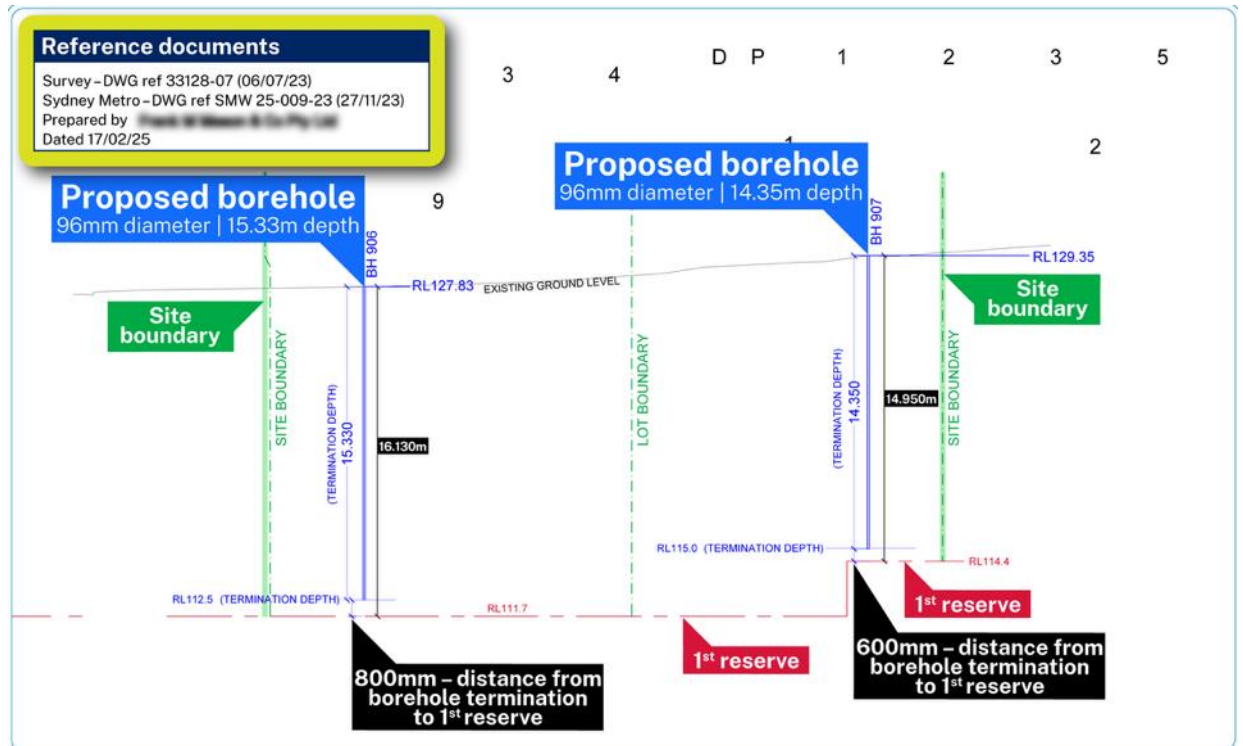 Reference documents
Survey – DWG ref 33128-07 (06/07/23)
Sydney Metro – DWG ref SMW 25-009-23 (27/11/23)
Prepared by
Dated 17/02/25
3
4
D P
1
2
3
5
1
2
9
Proposed borehole
96mm diameter | 15.33m depth
BH 906
Proposed borehole
96mm diameter | 14.35m depth
BH 907
RL127.83
EXISTING GROUND LEVEL
RL129.35
Site
boundary
SITE BOUNDARY
(TERMINATION DEPTH)
15.330
16.130m
LOT BOUNDARY
(TERMINATION DEPTH)
14.350
14.950m
SITE BOUNDARY
Site
boundary
RL115.0 (TERMINATION DEPTH)
RL114.4
RL112.5 (TERMINATION DEPTH)
RL111.7
1st reserve
1st reserve
800mm – distance from
borehole termination
to 1st reserve
600mm – distance from
borehole termination
to 1st reserve